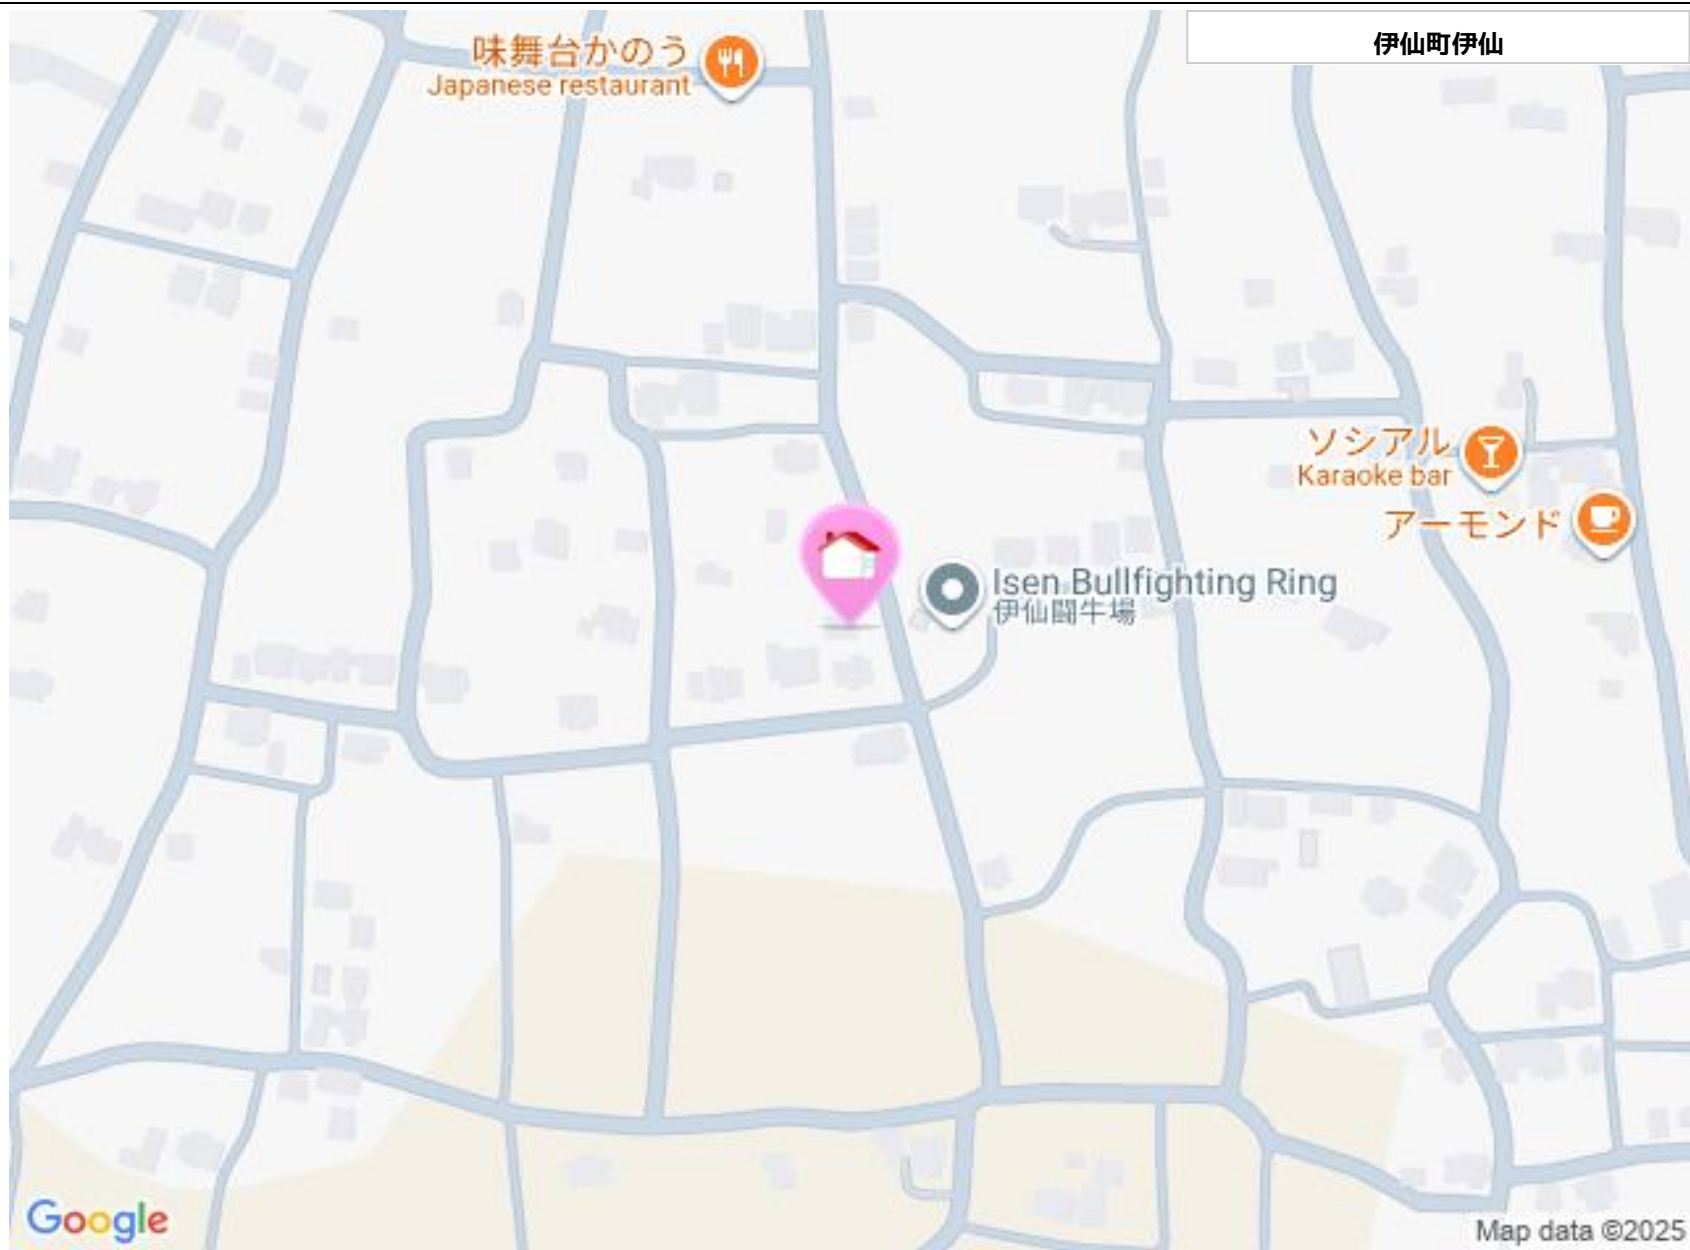 伊仙町伊仙
味舞台かのう
Japanese restaurant
ソシアル
Karaoke bar
アーモンド
Isen Bullfighting Ring
伊仙闘牛場
Google
Map data ©2025